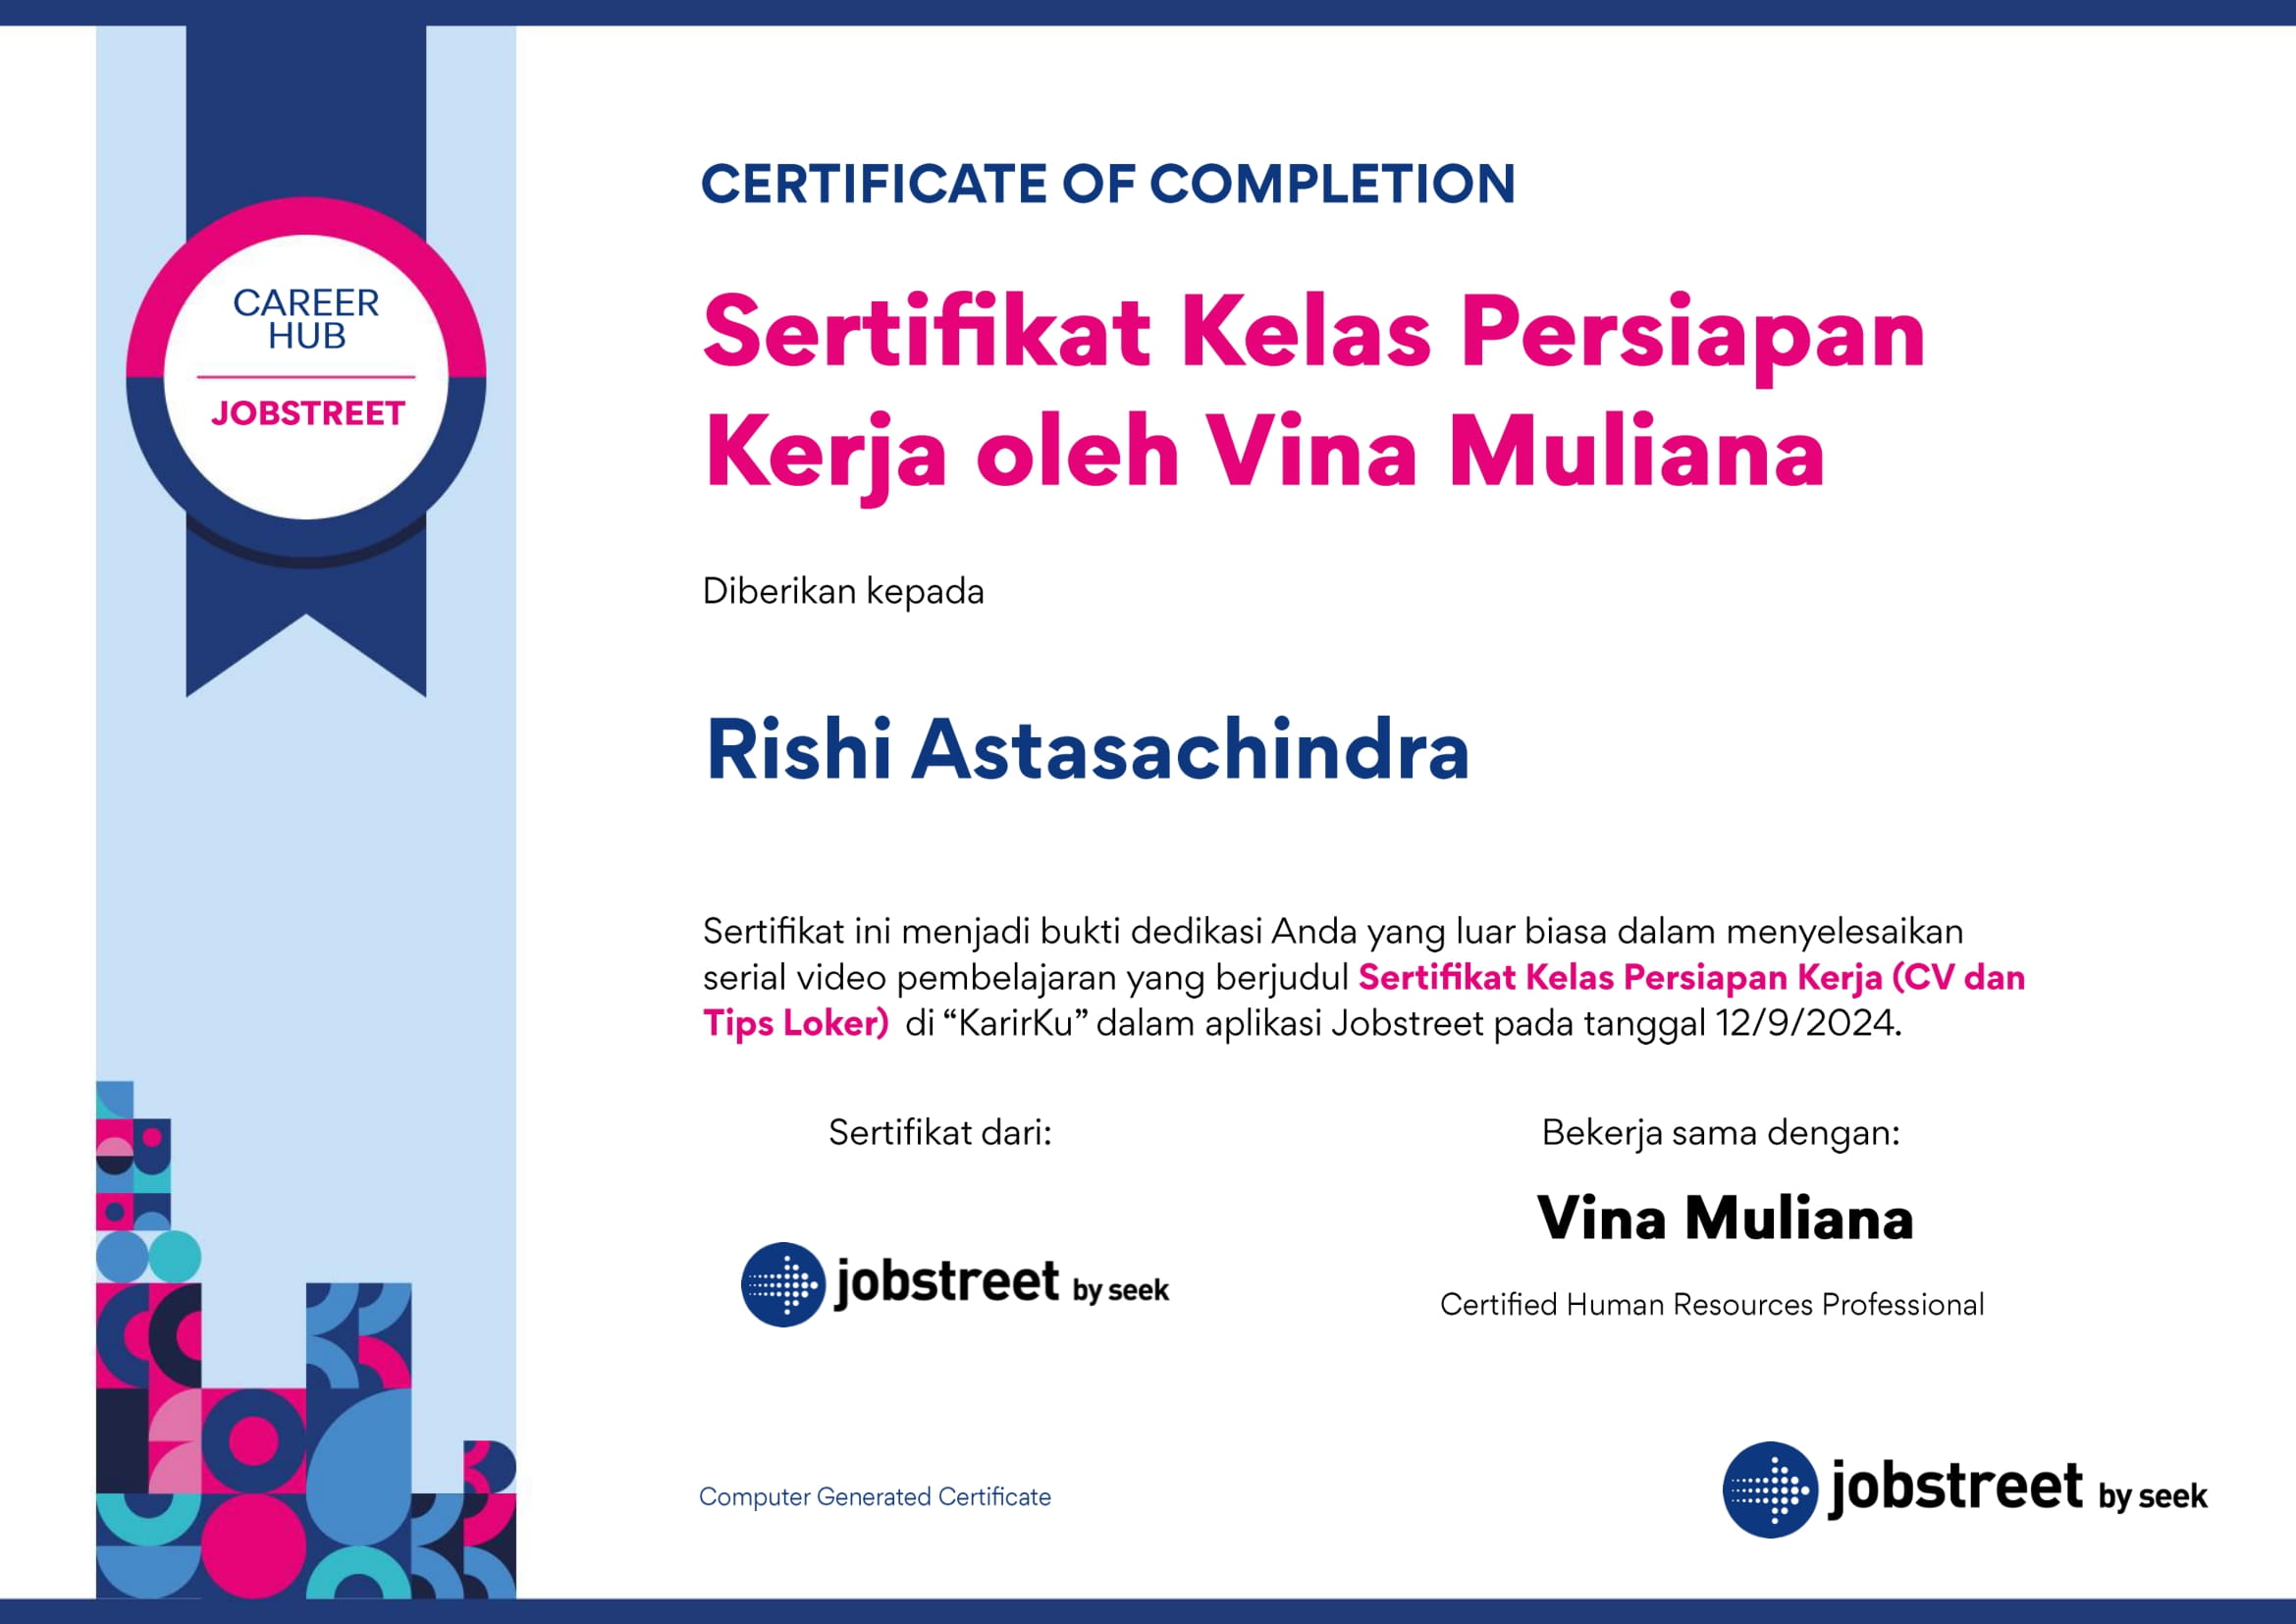 CAREER
HUB
JOBSTREET
CERTIFICATE OF COMPLETION
Sertifikat Kelas Persiapan
Kerja oleh Vina Muliana
Diberikan kepada
Rishi Astasachindra
Sertifikat ini menjadi bukti dedikasi Anda yang luar biasa dalam menyelesaikan
serial video pembelajaran yang berjudul Sertifikat Kelas Persiapan Kerja (CV dan
Tips Loker) di “KarirKu” dalam aplikasi Jobstreet pada tanggal 12/9/2024.
Sertifikat dari:
jobstreet by seek
Bekerja sama dengan:
Vina Muliana
Certified Human Resources Professional
Computer Generated Certificate
jobstreet by seek